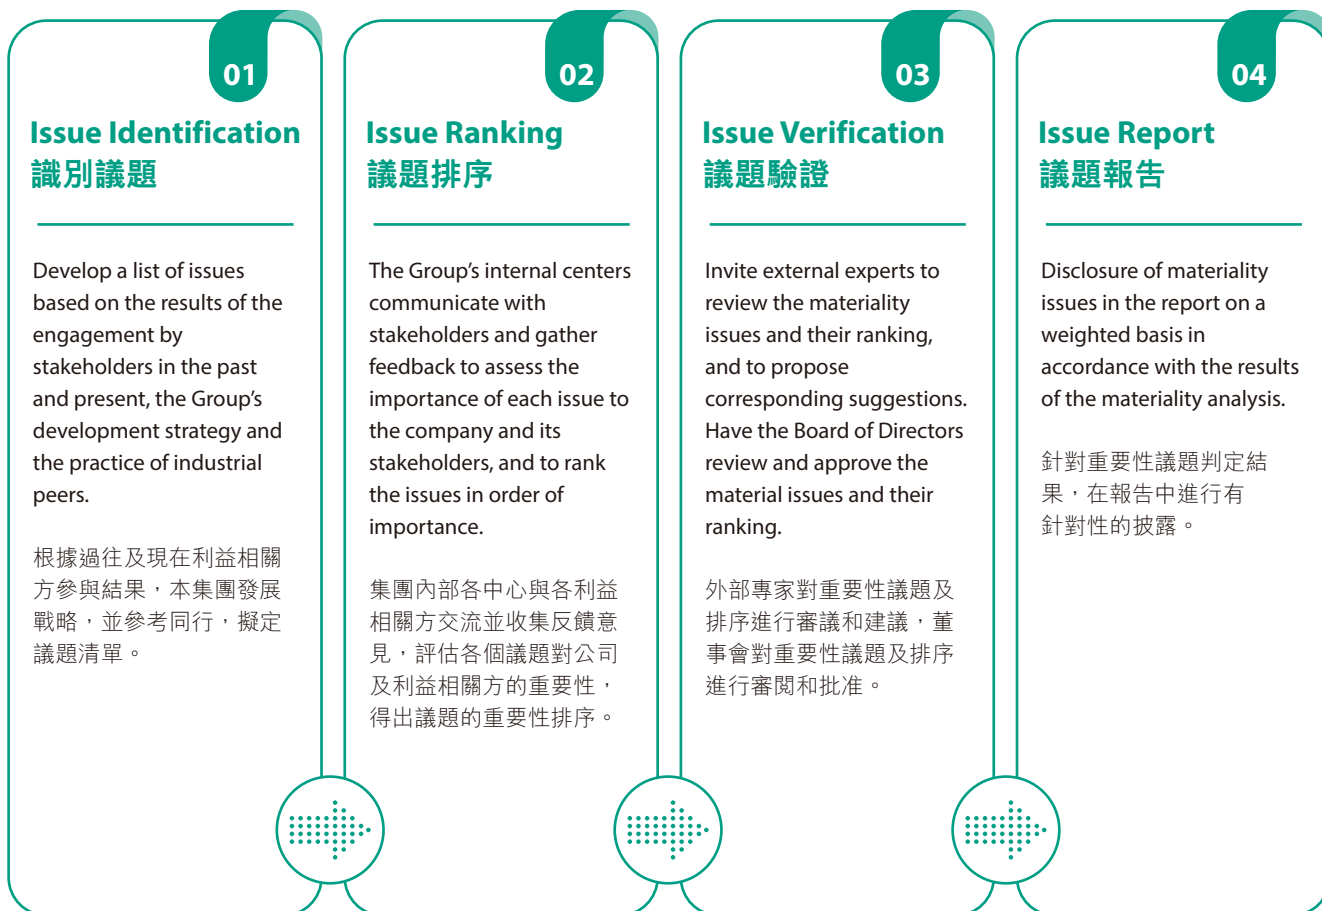 01
Issue Identification
識別議題
Develop a list of issues
based on the results of the
engagement by
stakeholders in the past
and present, the Group's
development strategy and
the practice of industrial
peers.
根據過往及現在利益相關
方參與結果，本集團發展
戰略，並參考同行，擬定
議題清單。
02
Issue Ranking
議題排序
The Group's internal centers
communicate with
stakeholders and gather
feedback to assess the
importance of each issue to
the company and its
stakeholders, and to rank
the issues in order of
importance.
集團內部各中心與各利益
相關方交流並收集反饋意
見，評估各個議題對公司
及利益相關方的重要性，
得出議題的重要性排序。
03
Issue Verification
議題驗證
Invite external experts to
review the materiality
issues and their ranking,
and to propose
corresponding suggestions.
Have the Board of Directors
review and approve the
material issues and their
ranking.
外部專家對重要性議題及
排序進行審議和建議，董
事會對重要性議題及排序
進行審閱和批准。
04
Issue Report
議題報告
Disclosure of materiality
issues in the report on a
weighted basis in
accordance with the results
of the materiality analysis.
針對重要性議題判定結
果，在報告中進行有
針對性的披露。